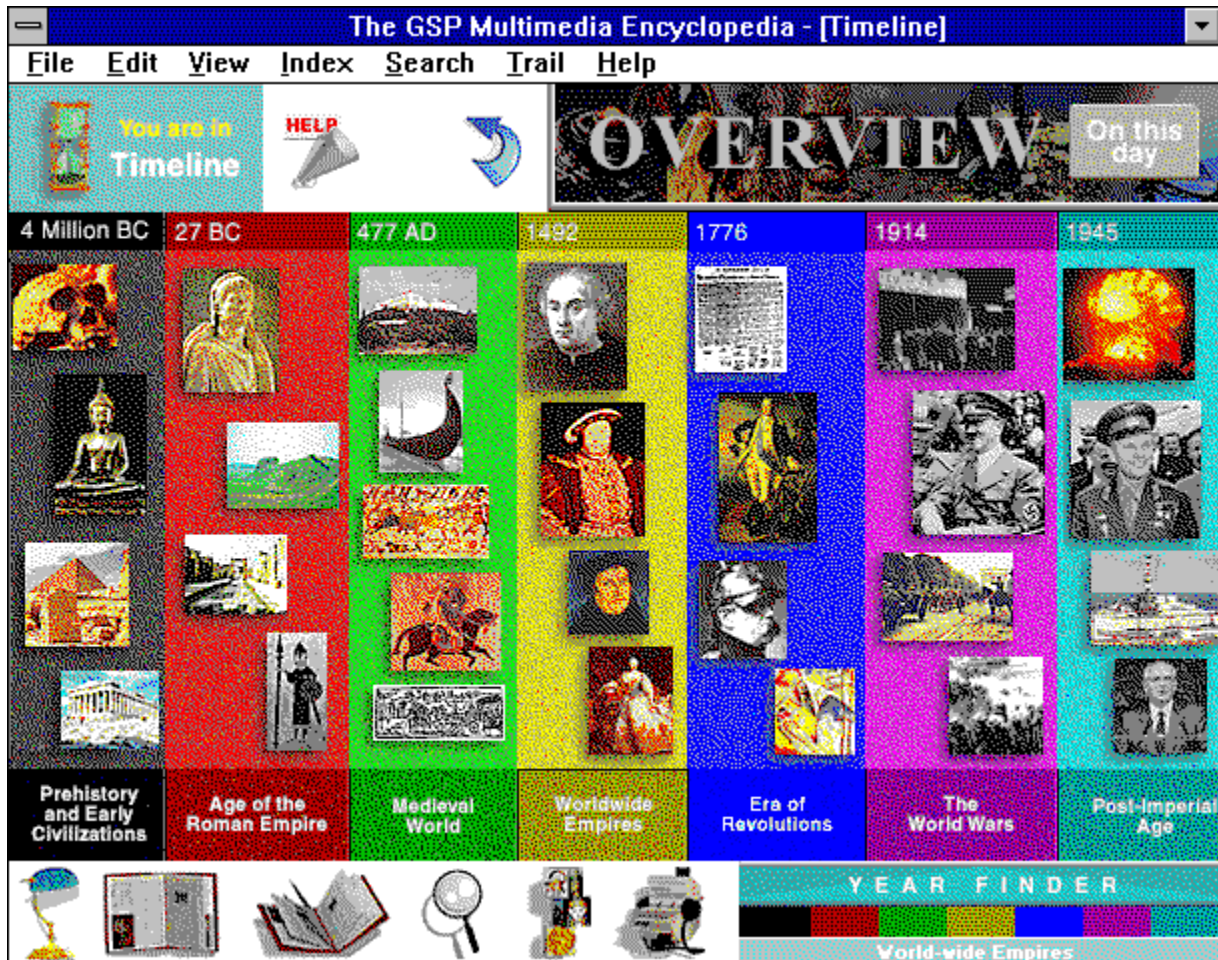 The GSP Multimedia Encyclopedia - [Timeline]
File Edit View Index Search Trail Help
You are in
Timeline
HELP
OVERVIEW
On this
day
4 Million BC
27 BC
477 AD
1492
1776
1914
1945
Prehistory
and Early
Civilizations
Age of the
Roman Empire
Medieval
World
Worldwide
Empires
Era of
Revolutions
The
World Wars
Post-Imperial
Age
YEAR FINDER
World-wide Empires